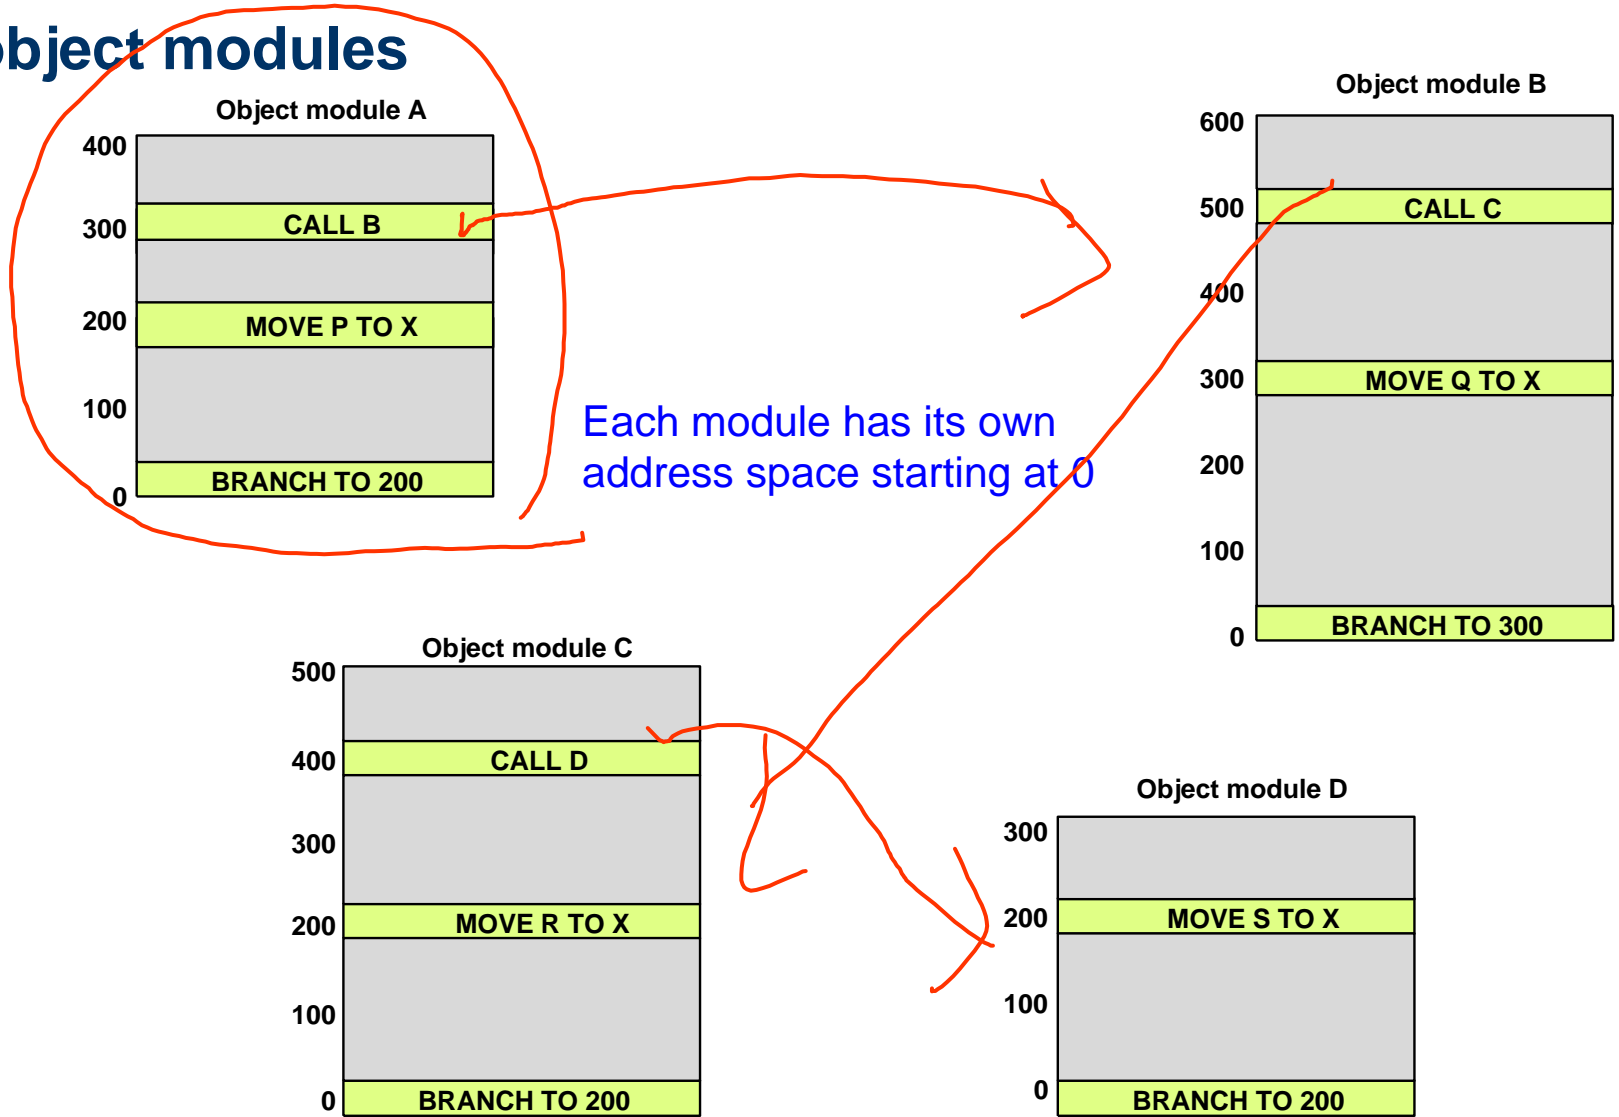 object modules
Object module A
400
300 CALL B
200 MOVE P TO X
100
0 BRANCH TO 200
Object module B
600
500 CALL C
400
300 MOVE Q TO X
200
100
0 BRANCH TO 300
Each module has its own
address space starting at 0
Object module C
500
400 CALL D
300
200 MOVE R TO X
100
0 BRANCH TO 200
Object module D
300
200 MOVE S TO X
100
0 BRANCH TO 200